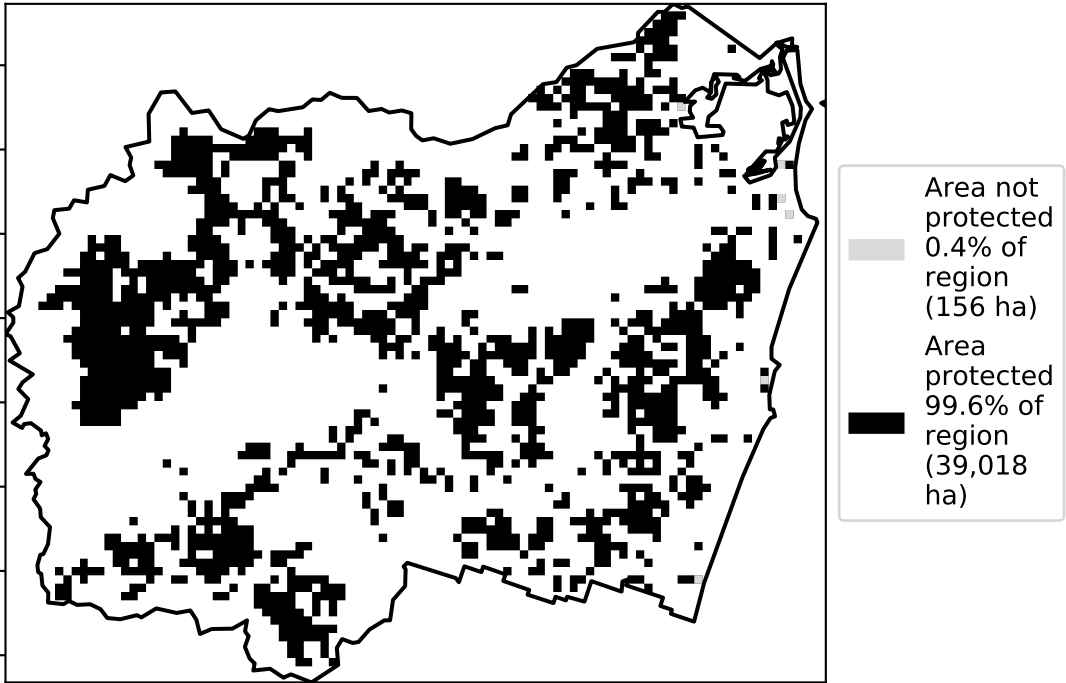 Area not
protected
0.4% of
region
(156 ha)
Area
protected
99.6% of
region
(39,018
ha)